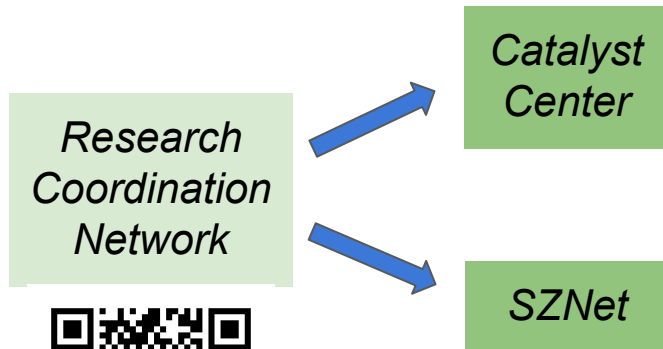 Research
Coordination
Network
Catalyst
Center
SZNet